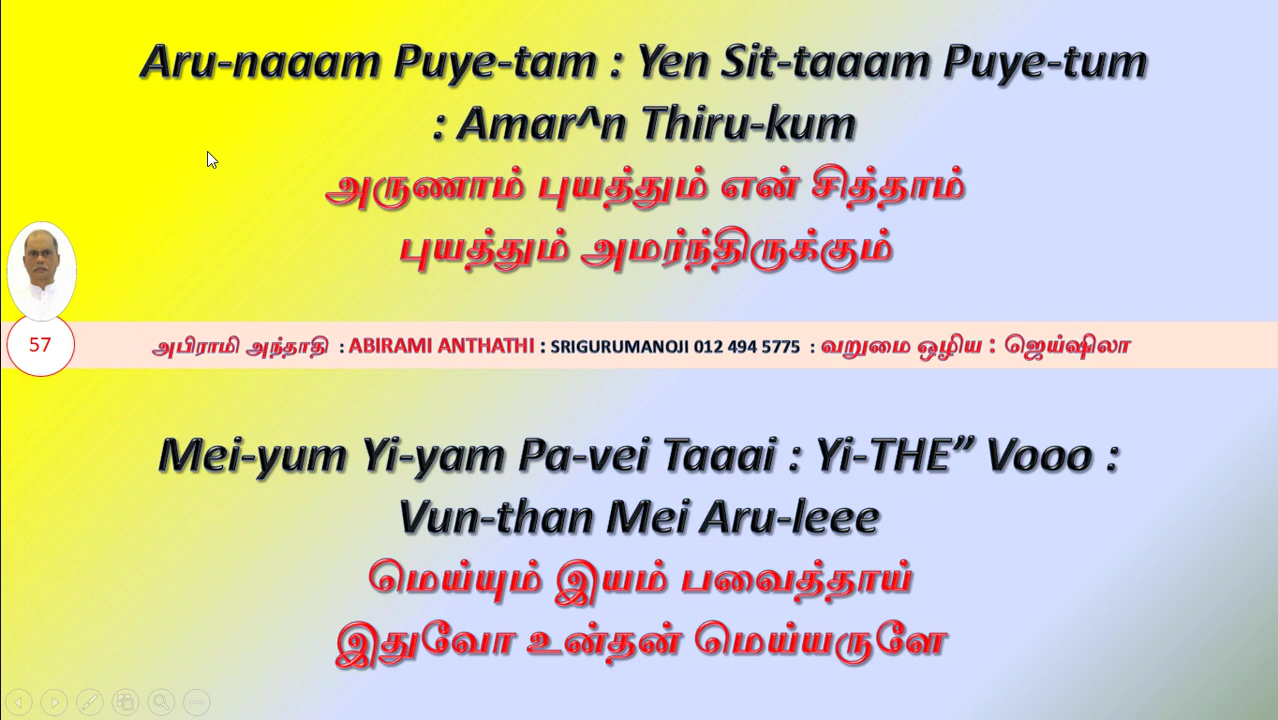 Aru-naaam Puye-tam : Yen Sit-taaam Puye-tum
: Amar^n Thiru-kum
அருணாம் புயத்தும் என் சித்தாம்
புயத்தும் அமர்ந்திருக்கும்
57
அபிராமி அந்தாதி : ABIRAMI ANTHATHI : SRIGURUMANOJI 012 494 5775 : வறுமை ஒழிய : ஜெய்ஷிலா
Mei-yum Yi-yam Pa-vei Taaai : Yi-THE” Vooo :
Vun-than Mei Aru-leee
மெய்யும் இயம் பவைத்தாய்
இதுவோ உன்தன் மெய்யருளே